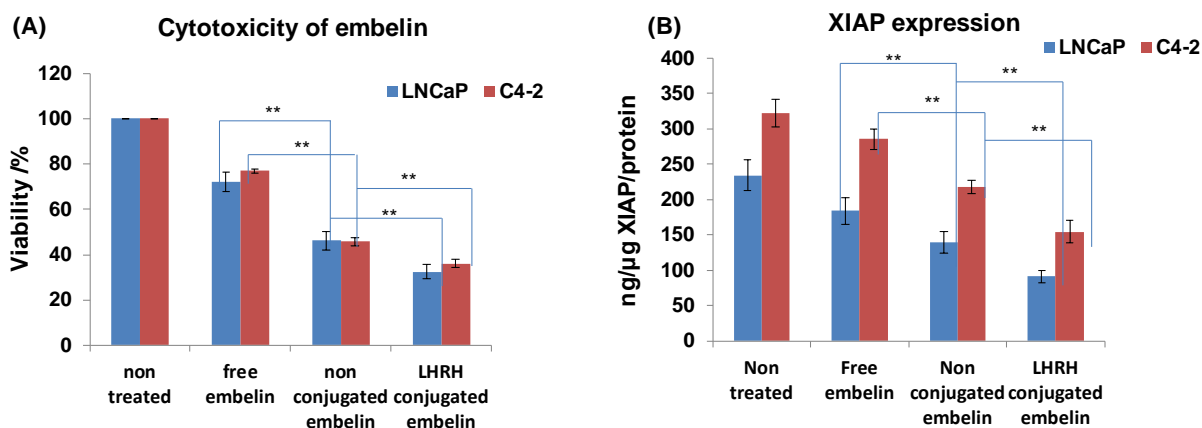 (A)
Cytotoxicity of embelin
LNCaP C4-2
Viability /%
120
100
80
60
40
20
0
**
**
**
**
non treated
free embelin
non conjugated embelin
LHRH conjugated embelin
(B)
XIAP expression
LNCaP C4-2
ng/μg XIAP/protein
400
350
300
250
200
150
100
50
0
**
**
**
**
Non treated
Free embelin
Non conjugated embelin
LHRH conjugated embelin